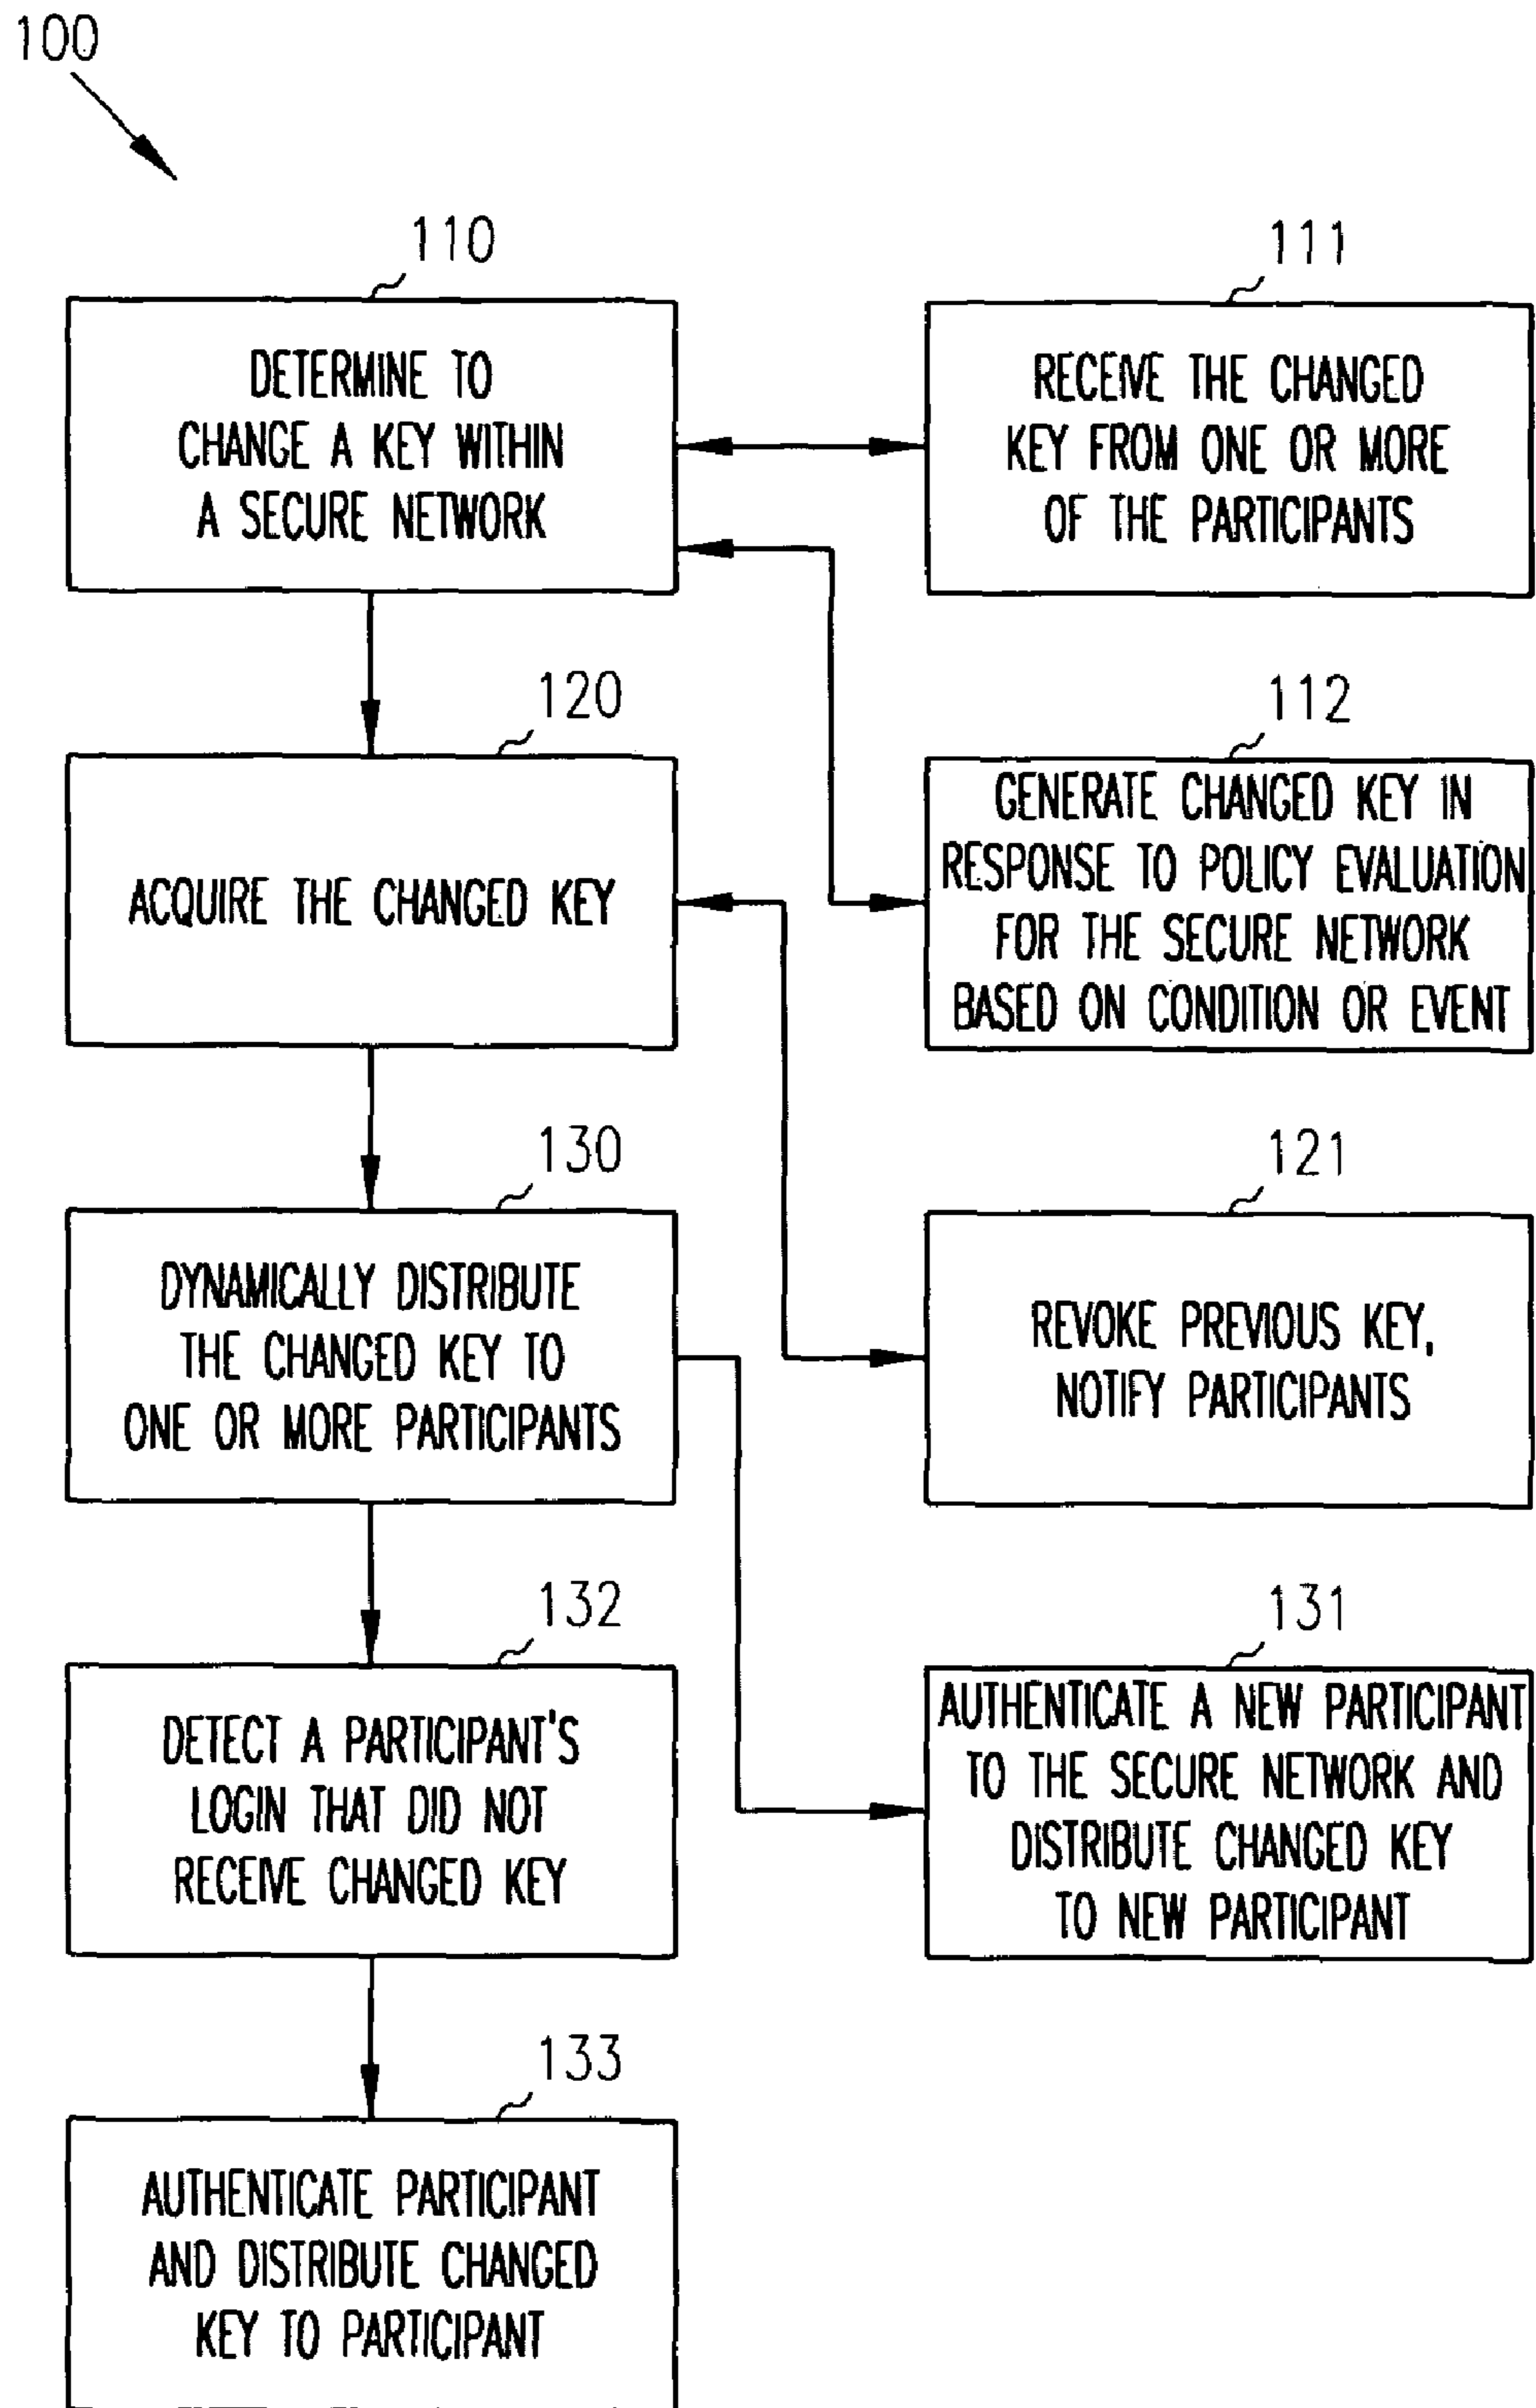 100
110
DETERMINE TO
CHANGE A KEY WITHIN
A SECURE NETWORK
111
RECEIVE THE CHANGED
KEY FROM ONE OR MORE
OF THE PARTICIPANTS
120
ACQUIRE THE CHANGED KEY
112
GENERATE CHANGED KEY IN
RESPONSE TO POLICY EVALUATION
FOR THE SECURE NETWORK
BASED ON CONDITION OR EVENT
130
DYNAMICALLY DISTRIBUTE
THE CHANGED KEY TO
ONE OR MORE PARTICIPANTS
121
REVOKE PREVIOUS KEY,
NOTIFY PARTICIPANTS
132
DETECT A PARTICIPANT'S
LOGIN THAT DID NOT
RECEIVE CHANGED KEY
131
AUTHENTICATE A NEW PARTICIPANT
TO THE SECURE NETWORK AND
DISTRIBUTE CHANGED KEY
TO NEW PARTICIPANT
133
AUTHENTICATE PARTICIPANT
AND DISTRIBUTE CHANGED
KEY TO PARTICIPANT